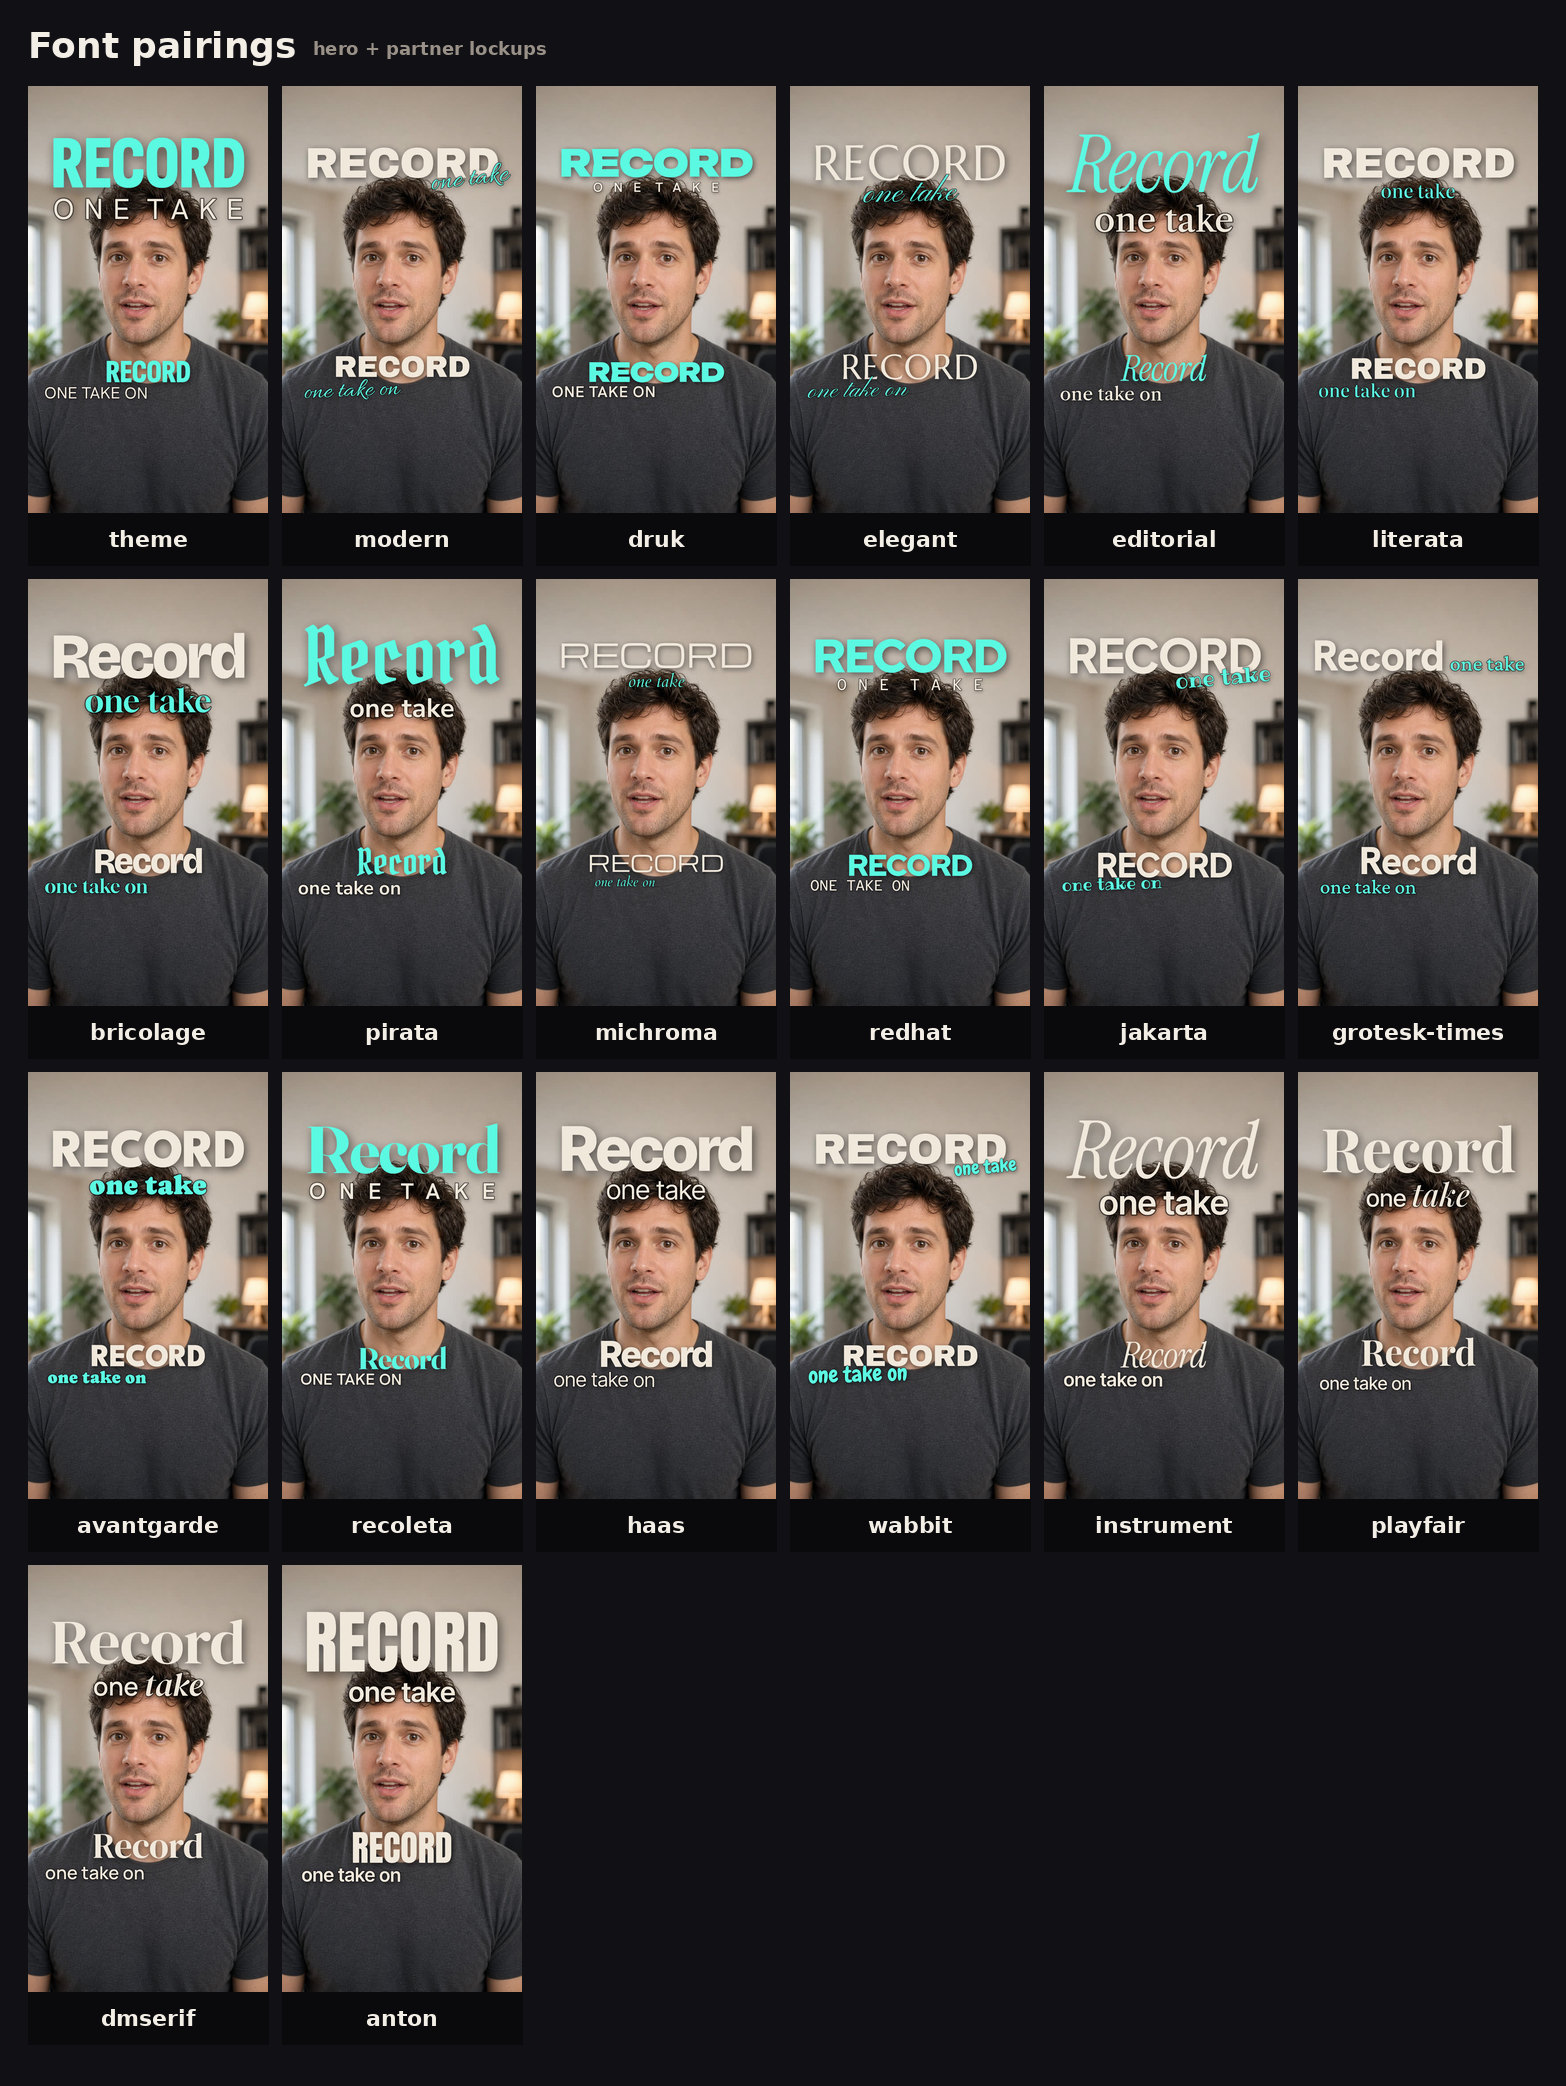 Font pairings hero + partner lockups
RECORD
ONE TAKE
RECORD
ONE TAKE ON
theme
RECORD
one take
RECORD
one take on
modern
RECORD
ONE TAKE
RECORD
ONE TAKE ON
druk
RECORD
one take
RECORD
one take on
elegant
Record
one take
Record
one take on
editorial
RECORD
one take
RECORD
one take on
literata
Record
one take
Record
one take on
bricolage
Record
one take
Record
one take on
pirata
RECORD
one take
RECORD
one take on
michroma
RECORD
ONE TAKE
RECORD
ONE TAKE ON
redhat
RECORD
one take
RECORD
one take on
jakarta
Record one take
Record
one take on
grotesk-times
RECORD
one take
RECORD
one take on
avantgarde
Record
ONE TAKE
Record
ONE TAKE ON
recoleta
Record
one take
Record
one take on
haas
RECORD
one take
RECORD
one take on
wabbit
Record
one take
Record
one take on
instrument
Record
one take
Record
one take on
playfair
Record
one take
Record
one take on
dmserif
RECORD
one take
RECORD
one take on
anton